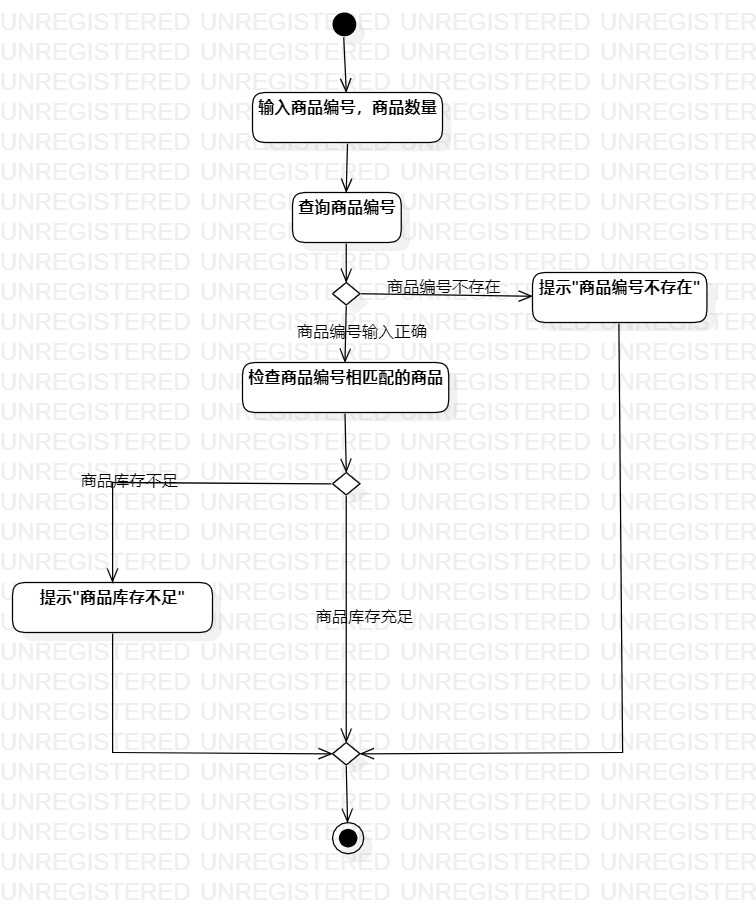 输入商品编号，商品数量
查询商品编号
商品编号不存在
提示"商品编号不存在"
商品编号输入正确
检查商品编号相匹配的商品
商品库存不足
提示"商品库存不足"
商品库存充足
UNREGISTERED